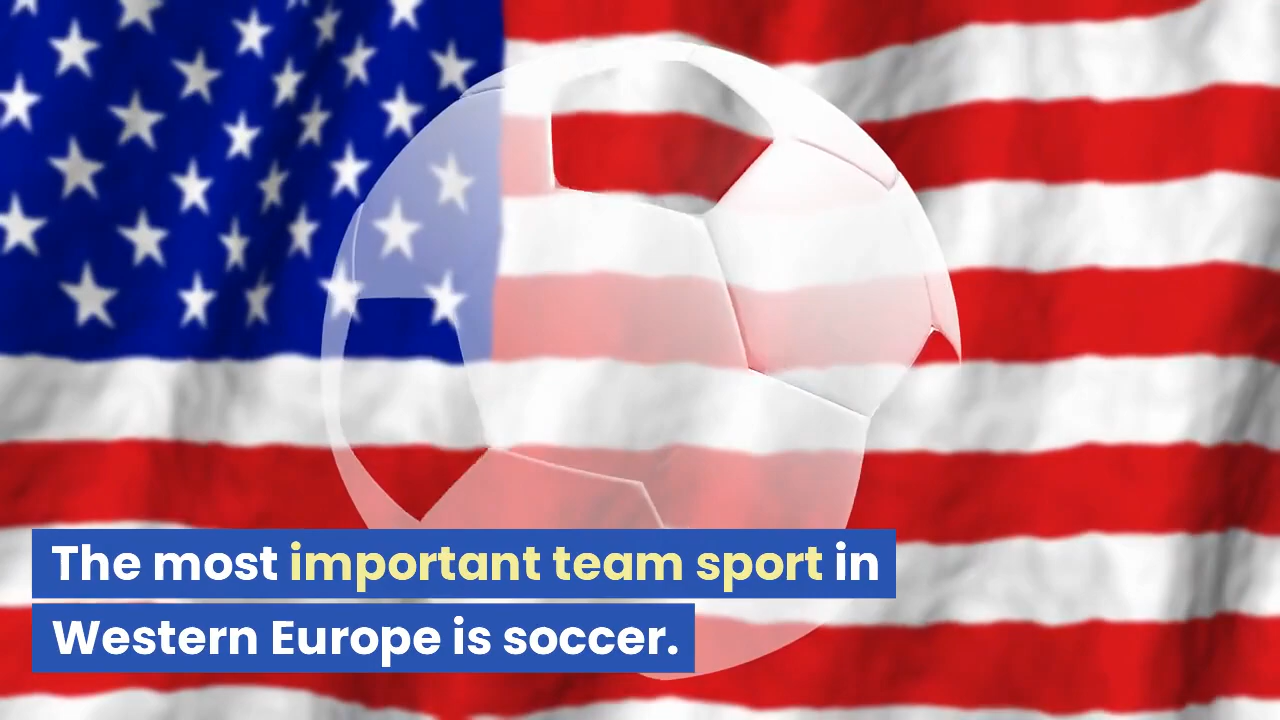 The most important team sport in
Western Europe is soccer.